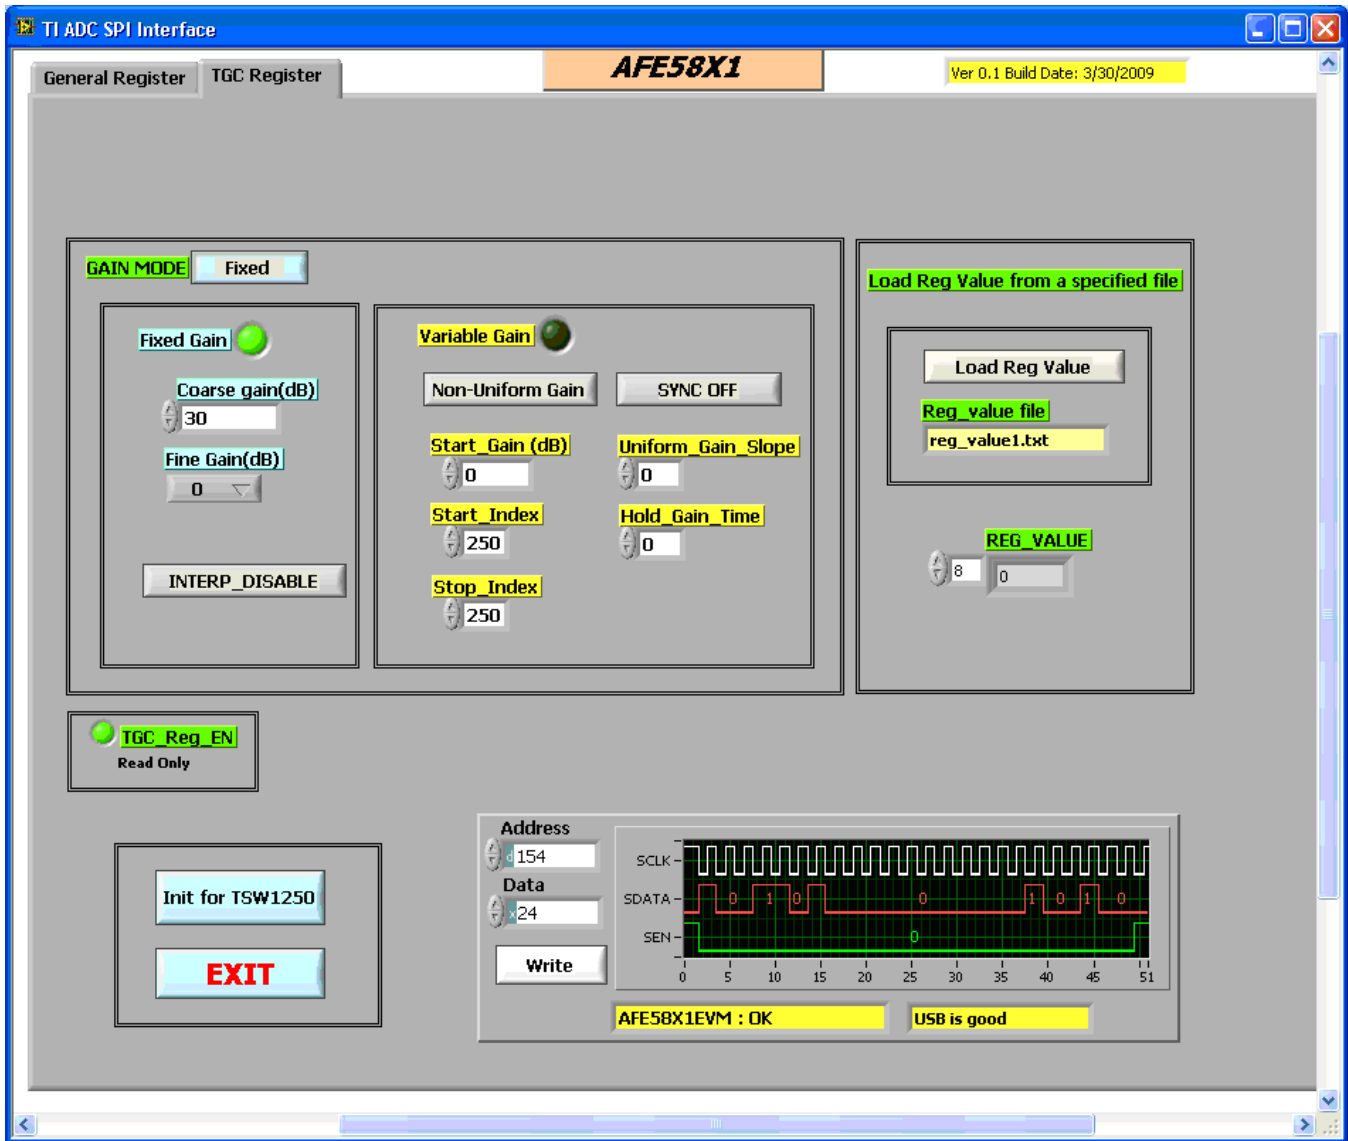 TI ADC SPI Interface
General Register
TGC Register
AFE58X1
Ver 0.1 Build Date: 3/30/2009
GAIN MODE
Fixed
Fixed Gain
Coarse gain(dB)
30
Fine Gain(dB)
0
INTERP_DISABLE
Variable Gain
Non-Uniform Gain
SYNC OFF
Start_Gain (dB)
0
Uniform_Gain_Slope
0
Start_Index
250
Hold_Gain_Time
0
Stop_Index
250
Load Reg Value from a specified file
Load Reg Value
Reg_value file
reg_value1.txt
REG_VALUE
8
0
TGC_Reg_EN
Read Only
Init for TSW1250
EXIT
Address
d 154
Data
x 24
Write
SCLK
SDATA
0 1 0 0 1 0 1 0
SEN
0
0 5 10 15 20 25 30 35 40 45 51
AFE58X1EVM : OK
USB is good